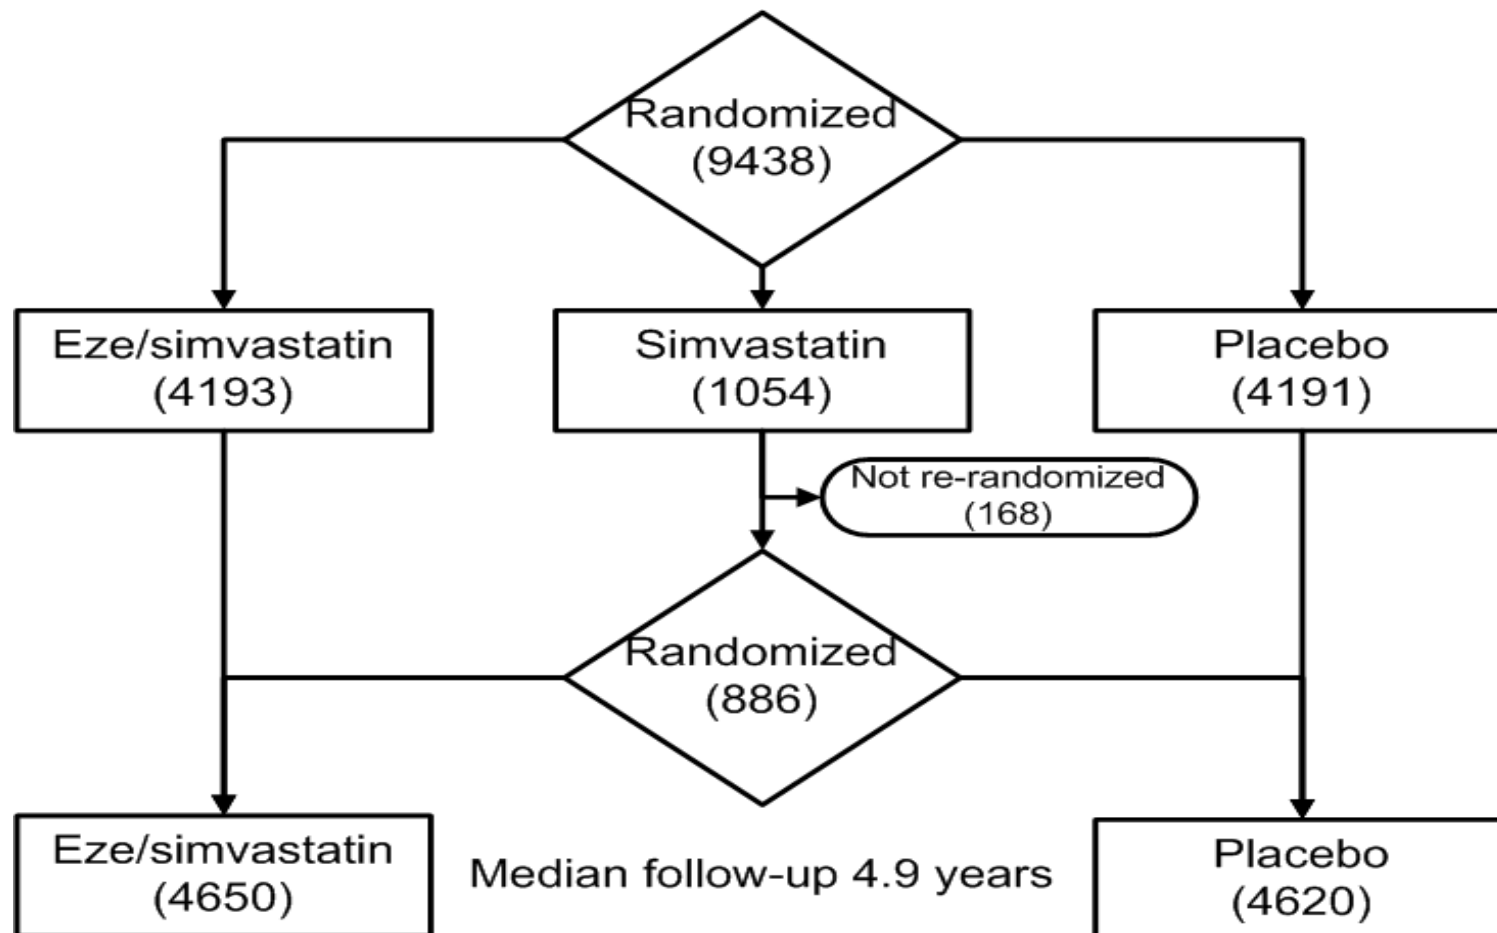 Randomized
(9438)
Eze/simvastatin
(4193)
Simvastatin
(1054)
Placebo
(4191)
Not re-randomized
(168)
Randomized
(886)
Eze/simvastatin
(4650)
Median follow-up 4.9 years
Placebo
(4620)